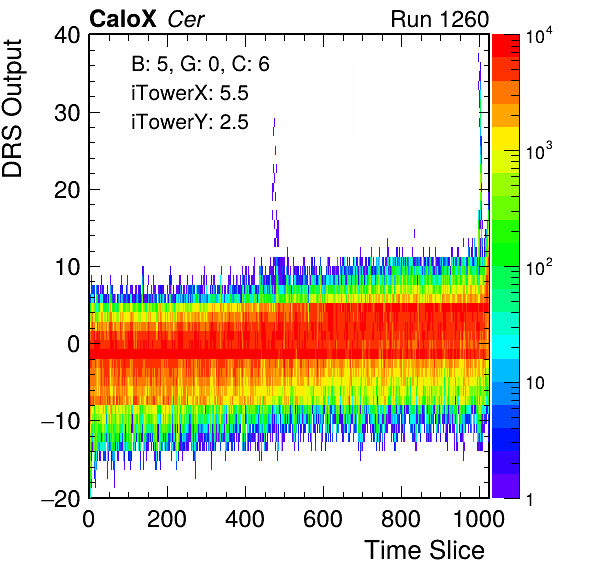 CaloX Cer Run 1260
B: 5, G: 0, C: 6
iTowerX: 5.5
iTowerY: 2.5
DRS Output
40
30
20
10
0
−10
−20
0 200 400 600 800 1000
Time Slice
10^4
10^3
10^2
10
1